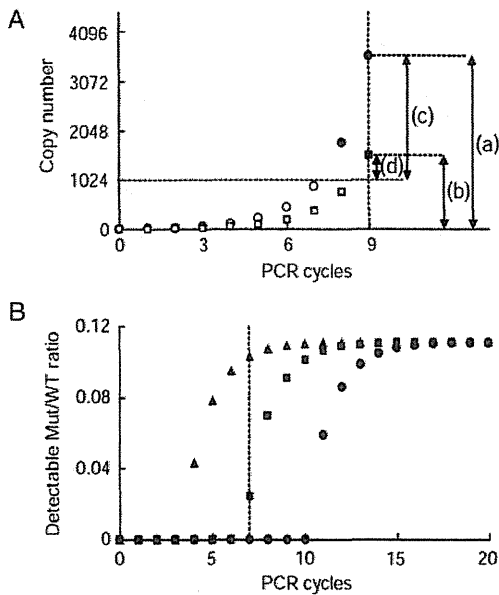 A
4096
3072
2048
1024
0
Copy number
(c)
(a)
(d)
(b)
0
3
6
9
PCR cycles
B
0.12
0.08
0.04
0
Detectable Mut/WT ratio
0
5
10
15
20
PCR cycles